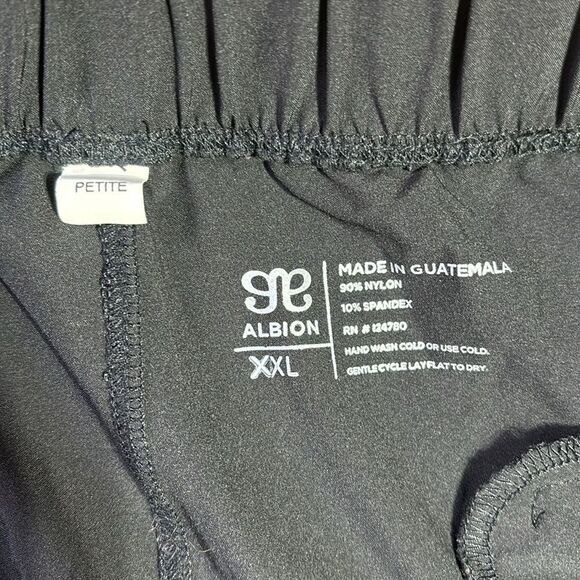 PETITE
ALBION
XXL
MADE IN GUATEMALA
90% NYLON
10% SPANDEX
RN # 124780
HAND WASH COLD OR USE COLD.
GENTLE CYCLE LAY FLAT TO DRY.